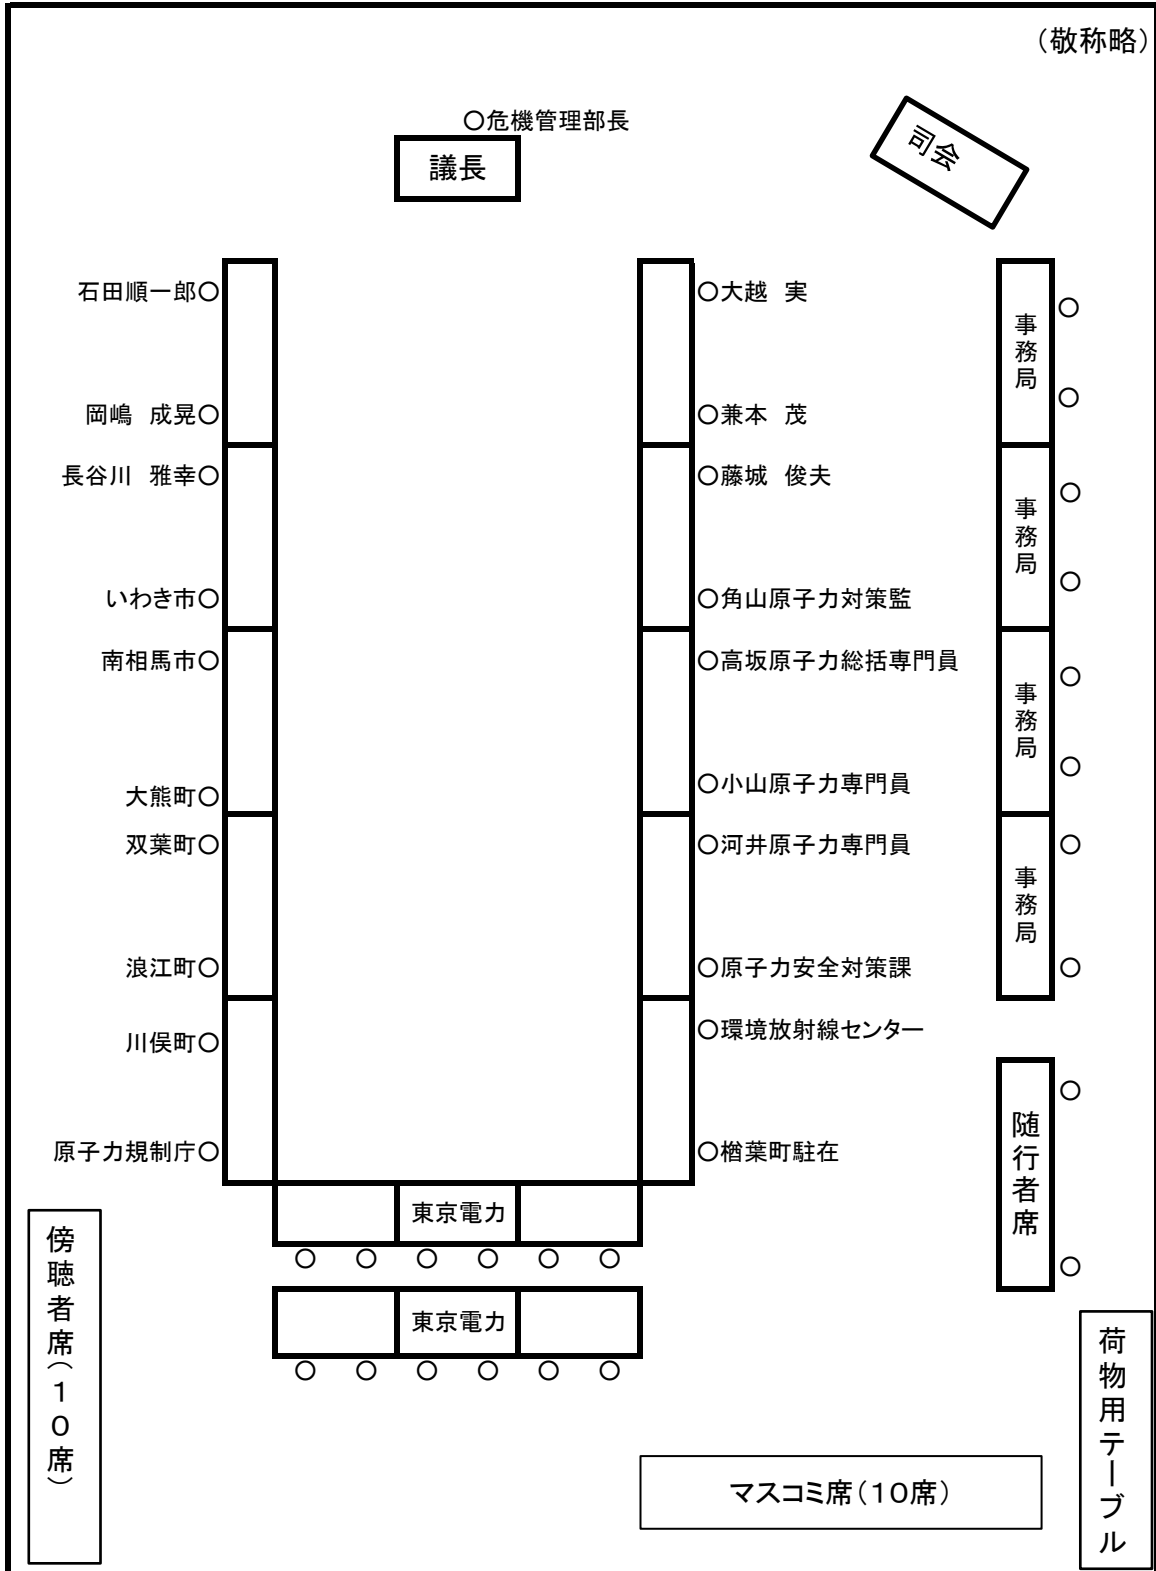 (敬称略)
○危機管理部長
議長
司会
石田順一郎○
岡嶋 成晃○
長谷川 雅幸○
いわき市○
南相馬市○
大熊町○
双葉町○
浪江町○
川俣町○
原子力規制庁○
○大越 実
○兼本 茂
○藤城 俊夫
○角山原子力対策監
○高坂原子力総括専門員
○小山原子力専門員
○河井原子力専門員
○原子力安全対策課
○環境放射線センター
○楢葉町駐在
事務局
事務局
事務局
事務局
随行者席
東京電力
東京電力
傍聴者席(10席)
マスコミ席(10席)
荷物用テーブル